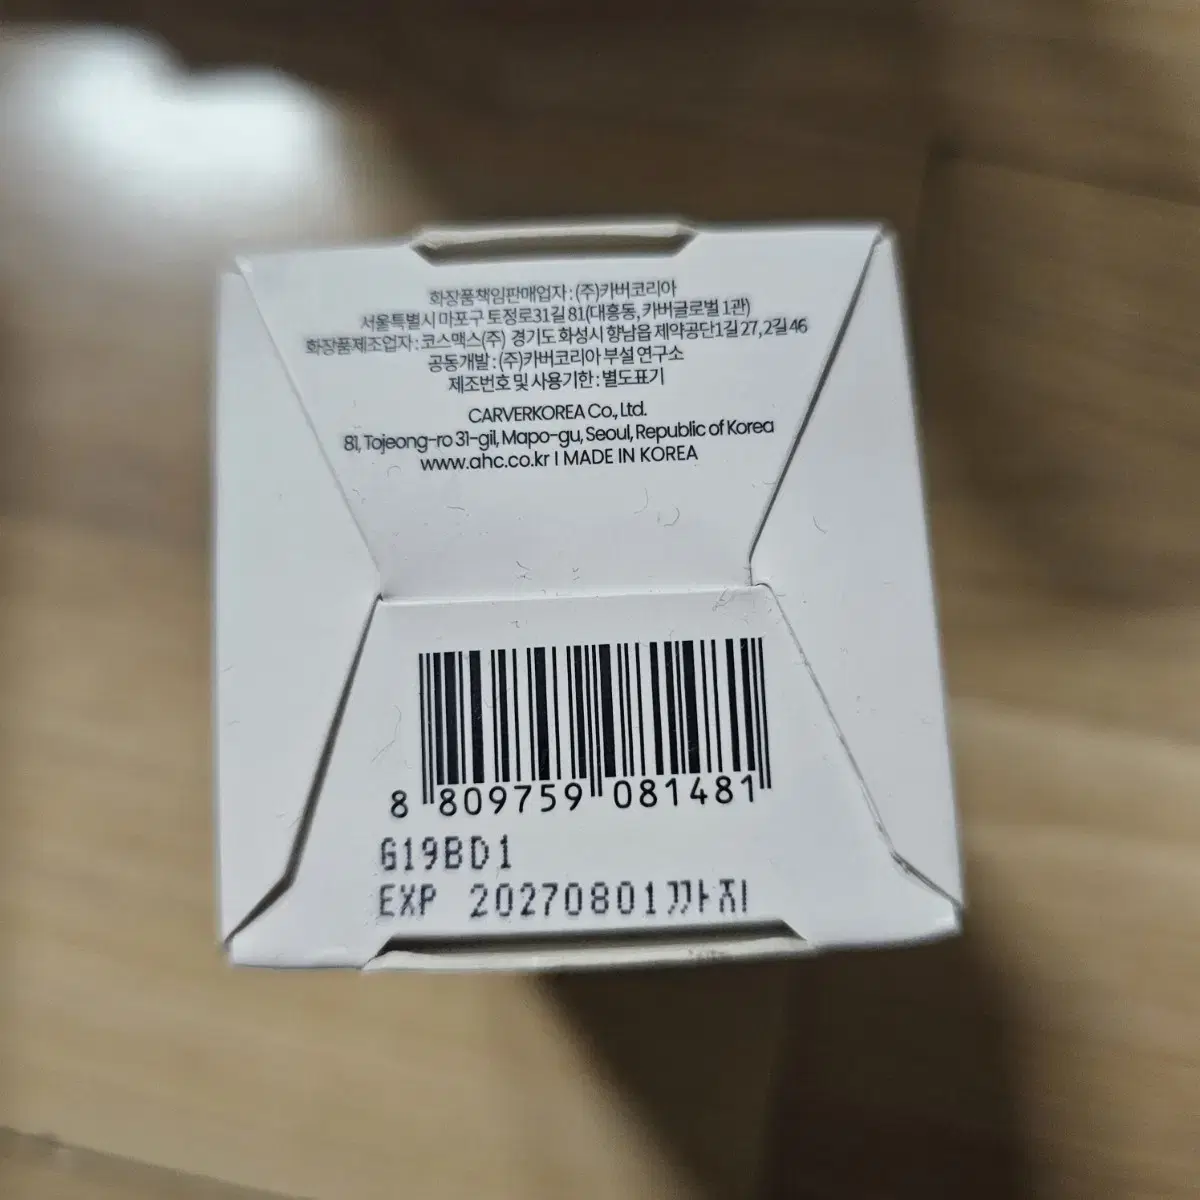 화장품책임판매업자 : (주)카버코리아
서울특별시 마포구 토정로31길 81(대흥동, 카버글로벌 1관)
화장품제조업자 : 코스맥스(주) 경기도 화성시 향남읍 제약공단1길 27, 2길 46
공동개발 : (주)카버코리아 부설 연구소
제조번호 및 사용기한 : 별도표기
CARVERKOREA Co., Ltd.
81, Tojeong-ro 31-gil, Mapo-gu, Seoul, Republic of Korea
www.ahc.co.kr I MADE IN KOREA
8 809759 081481
G19BD1
EXP 20270801까지